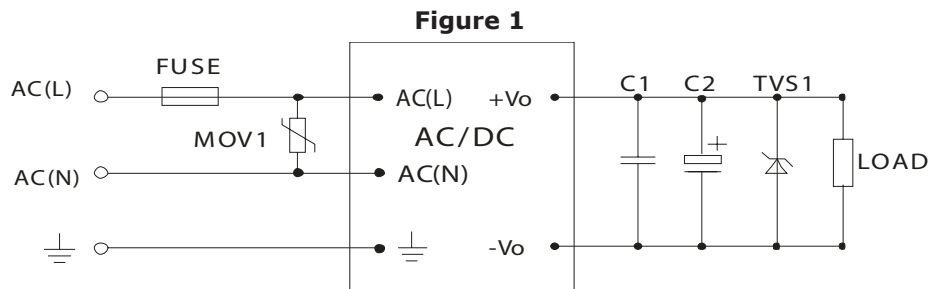 Figure 1
FUSE
AC(L)
MOV1
AC(N)
AC(L)
AC/DC
AC(N)
+Vo
-Vo
C1
C2
+
TVS1
LOAD